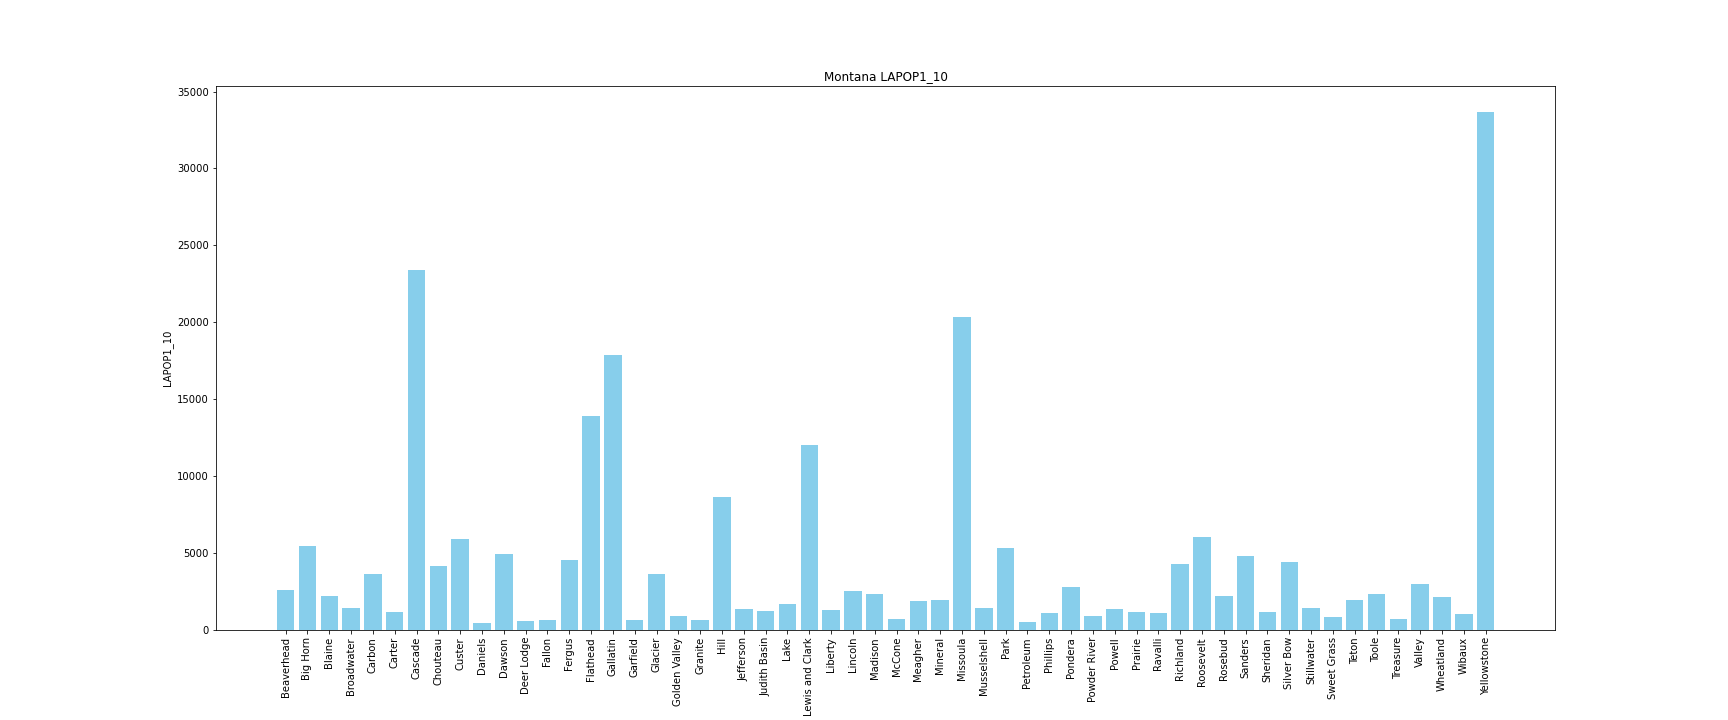 Montana LAPOP1_10
LAPOP1_10
35000
30000
25000
20000
15000
10000
5000
0
Beaverhead
Big Horn
Blaine
Broadwater
Carbon
Carter
Cascade
Chouteau
Custer
Daniels
Dawson
Deer Lodge
Fallon
Fergus
Flathead
Gallatin
Garfield
Glacier
Golden Valley
Granite
Hill
Jefferson
Judith Basin
Lake
Lewis and Clark
Liberty
Lincoln
Madison
McCone
Meagher
Mineral
Missoula
Musselshell
Park
Petroleum
Phillips
Pondera
Powder River
Powell
Prairie
Ravalli
Richland
Roosevelt
Rosebud
Sanders
Sheridan
Silver Bow
Stillwater
Sweet Grass
Teton
Toole
Treasure
Valley
Wheatland
Wibaux
Yellowstone